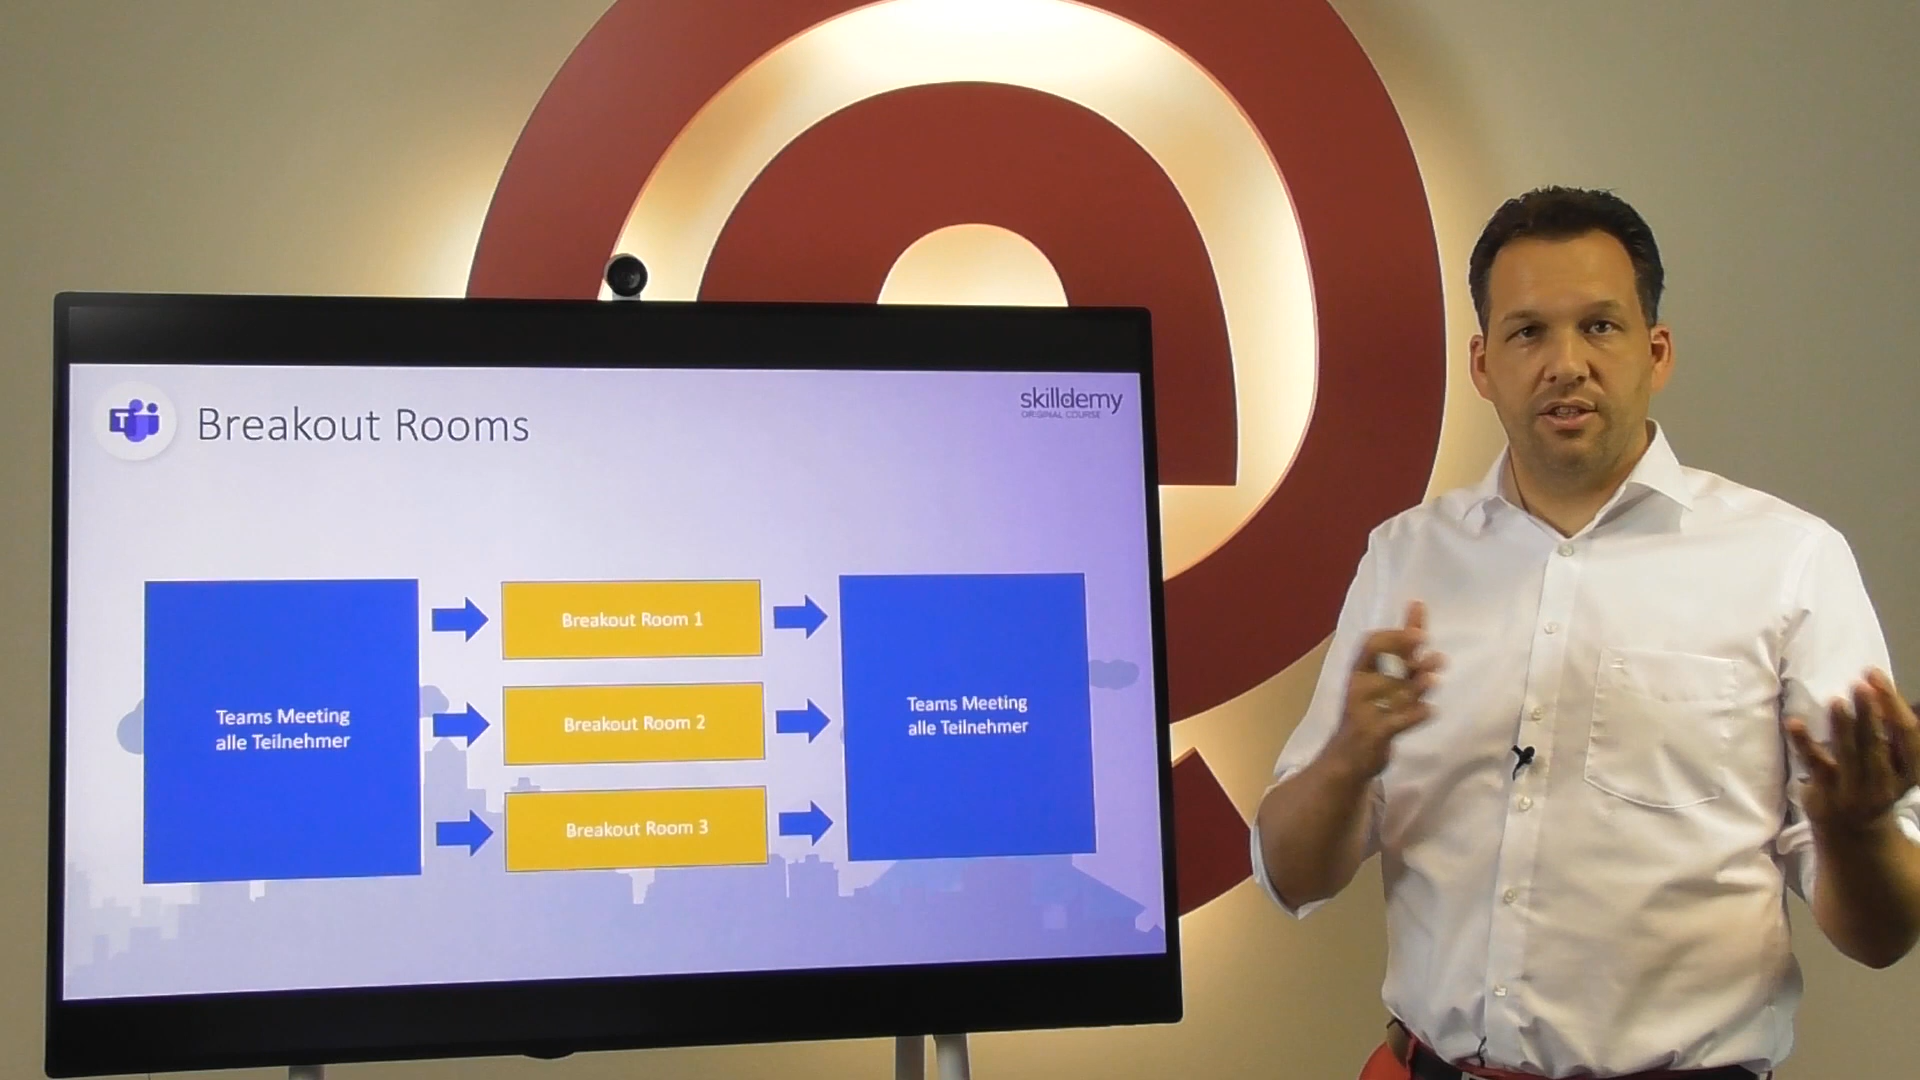 T
Breakout Rooms
skilldemy
ORIGINAL COURSE
Teams Meeting
alle Teilnehmer
Breakout Room 1
Breakout Room 2
Breakout Room 3
Teams Meeting
alle Teilnehmer